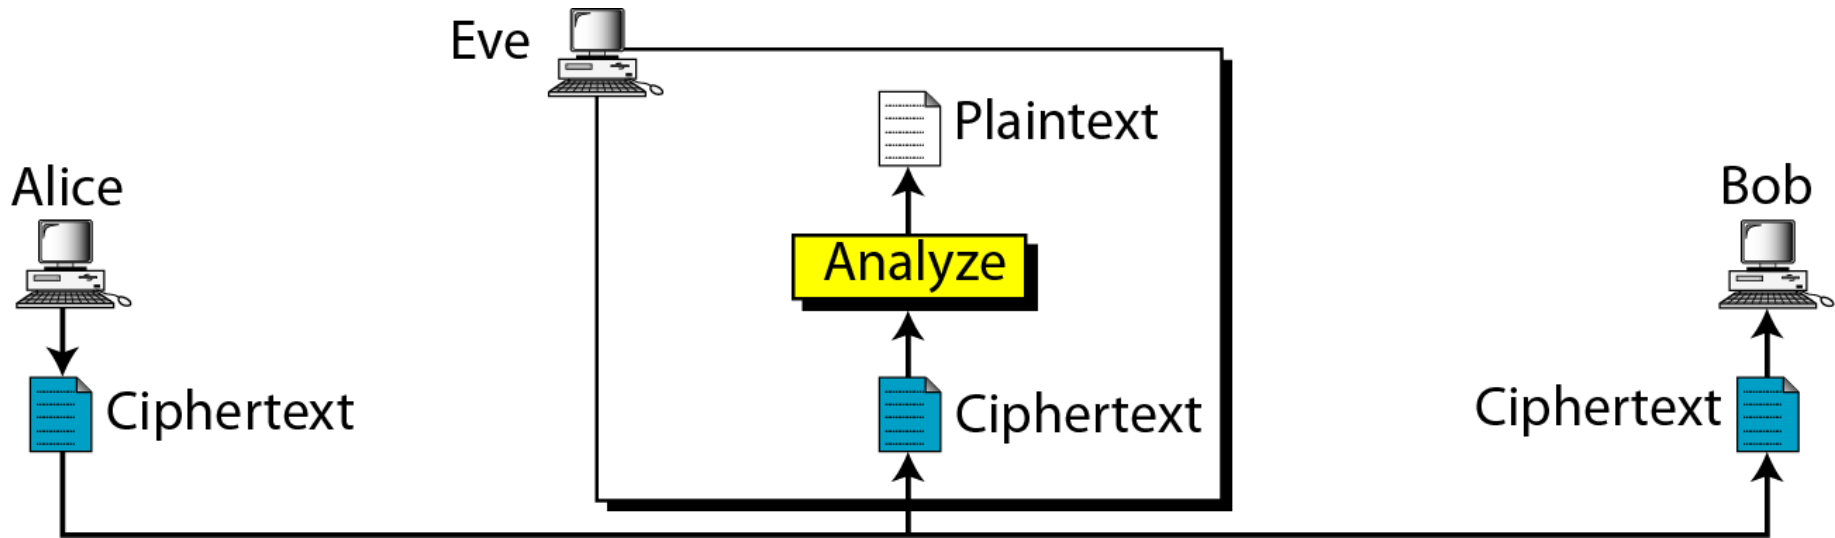 Eve
Plaintext
Alice
Bob
Analyze
Ciphertext
Ciphertext
Ciphertext